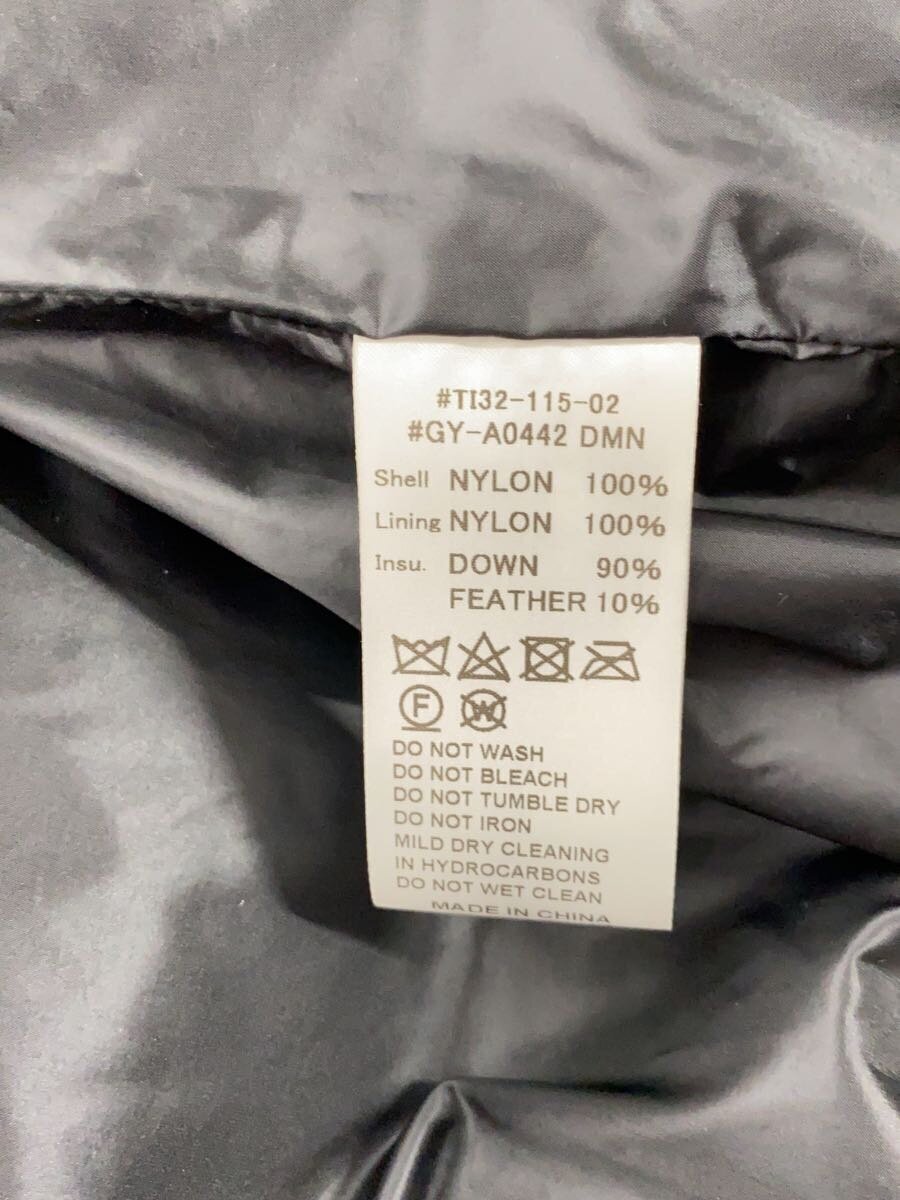 #TI32-115-02
#GY-A0442 DMN
Shell NYLON 100%
Lining NYLON 100%
Insu. DOWN 90%
FEATHER 10%
F W
DO NOT WASH
DO NOT BLEACH
DO NOT TUMBLE DRY
DO NOT IRON
MILD DRY CLEANING
IN HYDROCARBONS
DO NOT WET CLEAN
MADE IN CHINA